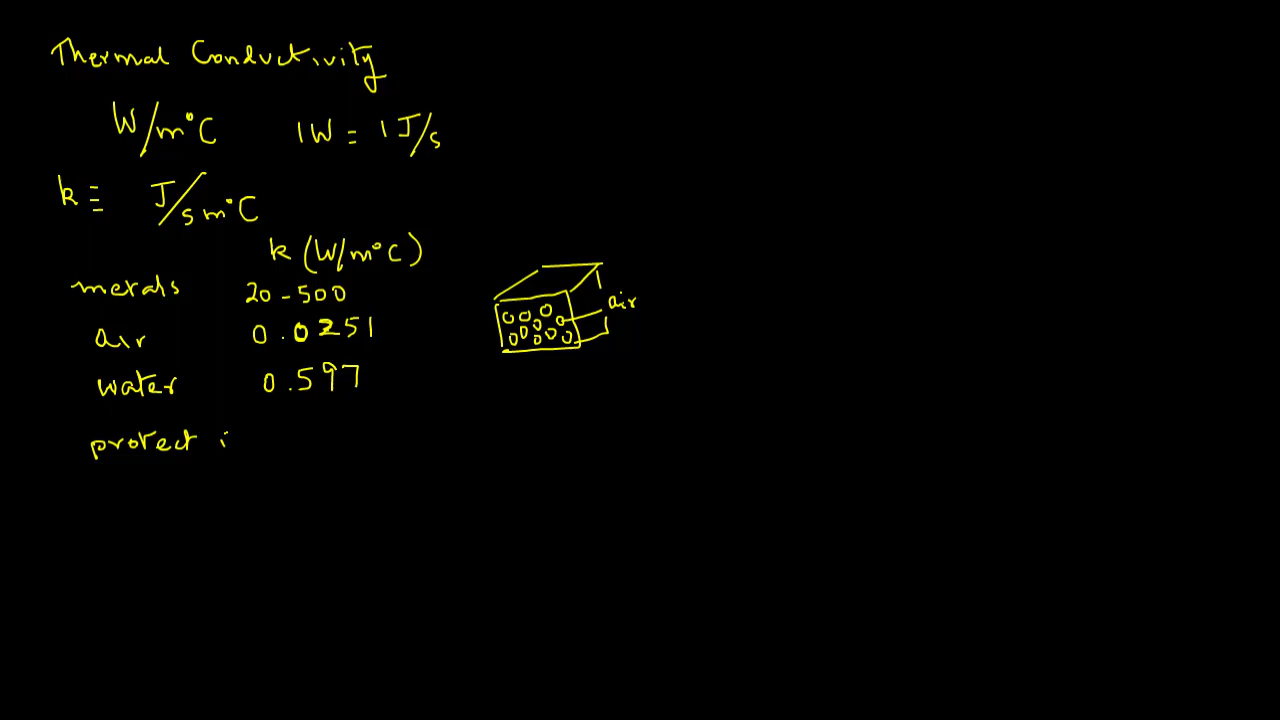 Thermal Conductivity
W/m°C 1W = 1 J/s
k ≡ J/s m°C
k (W/m°C)
metals 20 - 500
air 0.0251
water 0.597
air
protect i